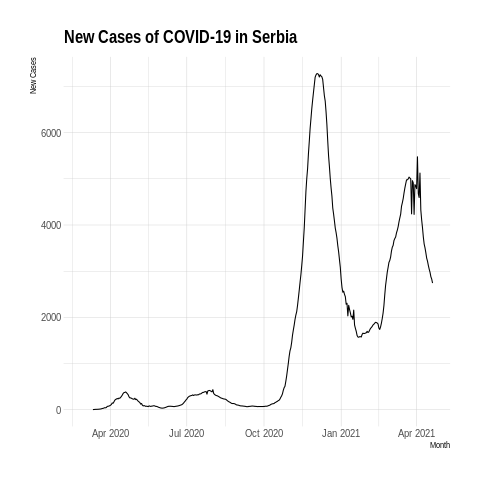 New Cases of COVID-19 in Serbia
New Cases
6000
4000
2000
0
Apr 2020 Jul 2020 Oct 2020 Jan 2021 Apr 2021
Month